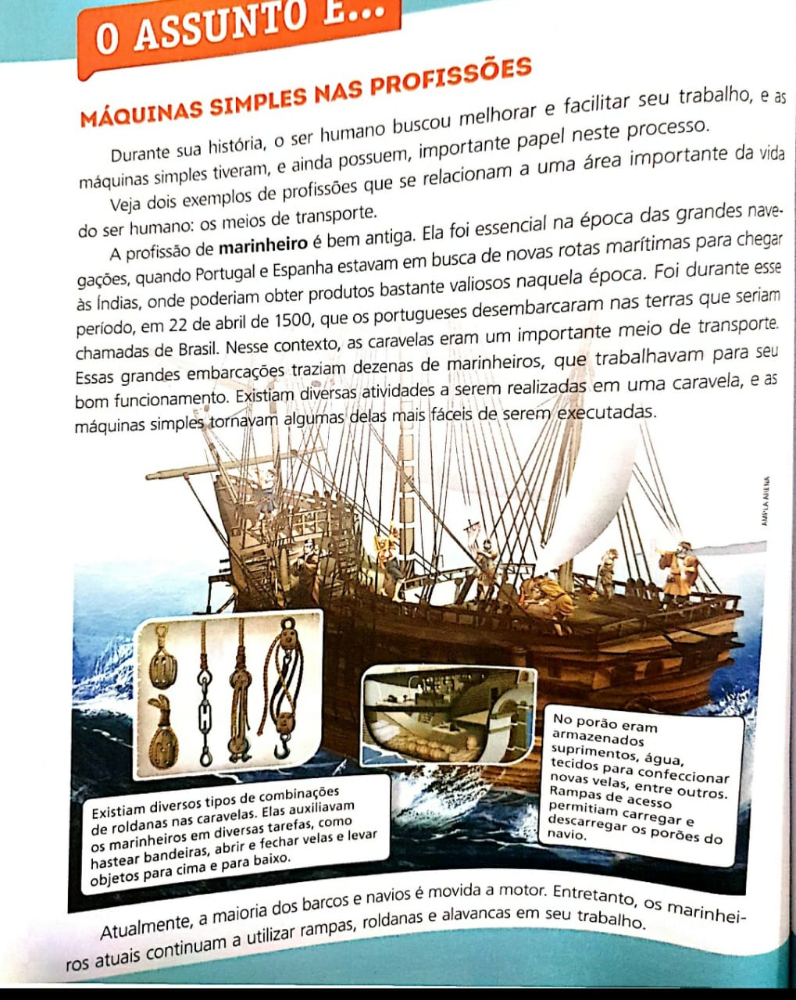 O ASSUNTO É...
MÁQUINAS SIMPLES NAS PROFISSÕES
Durante sua história, o ser humano buscou melhorar e facilitar seu trabalho, e as
máquinas simples tiveram, e ainda possuem, importante papel neste processo.
Veja dois exemplos de profissões que se relacionam a uma área importante da vida
do ser humano: os meios de transporte.
A profissão de marinheiro é bem antiga. Ela foi essencial na época das grandes nave-
gações, quando Portugal e Espanha estavam em busca de novas rotas marítimas para chegar
às Índias, onde poderiam obter produtos bastante valiosos naquela época. Foi durante esse
período, em 22 de abril de 1500, que os portugueses desembarcaram nas terras que seriam
chamadas de Brasil. Nesse contexto, as caravelas eram um importante meio de transporte.
Essas grandes embarcações traziam dezenas de marinheiros, que trabalhavam para seu
bom funcionamento. Existiam diversas atividades a serem realizadas em uma caravela, e as
máquinas simples tornavam algumas delas mais fáceis de serem executadas.
AMPLA ARENA
Existiam diversos tipos de combinações
de roldanas nas caravelas. Elas auxiliavam
os marinheiros em diversas tarefas, como
hastear bandeiras, abrir e fechar velas e levar
objetos para cima e para baixo.
No porão eram
armazenados
suprimentos, água,
tecidos para confeccionar
novas velas, entre outros.
Rampas de acesso
permitiam carregar e
descarregar os porões do
navio.
Atualmente, a maioria dos barcos e navios é movida a motor. Entretanto, os marinhei-
ros atuais continuam a utilizar rampas, roldanas e alavancas em seu trabalho.